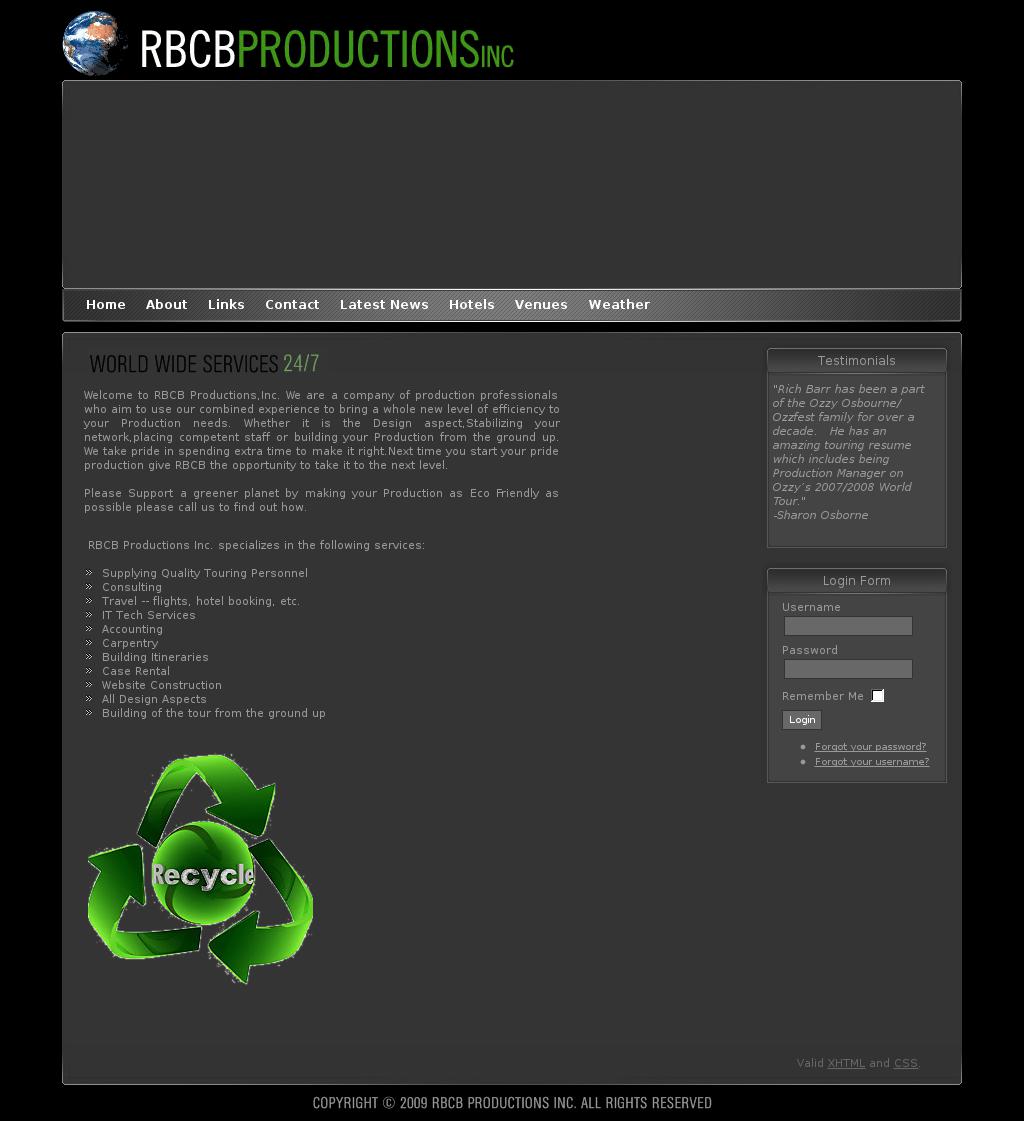 RBCBPRODUCTIONSINC
Home About Links Contact Latest News Hotels Venues Weather
WORLD WIDE SERVICES 24/7
Welcome to RBCB Productions,Inc. We are a company of production professionals
who aim to use our combined experience to bring a whole new level of efficiency to
your Production needs. Whether it is the Design aspect,Stabilizing your
network,placing competent staff or building your Production from the ground up.
We take pride in spending extra time to make it right.Next time you start your pride
production give RBCB the opportunity to take it to the next level.
Please Support a greener planet by making your Production as Eco Friendly as
possible please call us to find out how.
RBCB Productions Inc. specializes in the following services:
Supplying Quality Touring Personnel
Consulting
Travel -- flights, hotel booking, etc.
IT Tech Services
Accounting
Carpentry
Building Itineraries
Case Rental
Website Construction
All Design Aspects
Building of the tour from the ground up
Recycle
Testimonials
"Rich Barr has been a part
of the Ozzy Osbourne/
Ozzfest family for over a
decade. He has an
amazing touring resume
which includes being
Production Manager on
Ozzy's 2007/2008 World
Tour."
-Sharon Osborne
Login Form
Username
Password
Remember Me
Login
Forgot your password?
Forgot your username?
Valid XHTML and CSS.
COPYRIGHT © 2009 RBCB PRODUCTIONS INC. ALL RIGHTS RESERVED